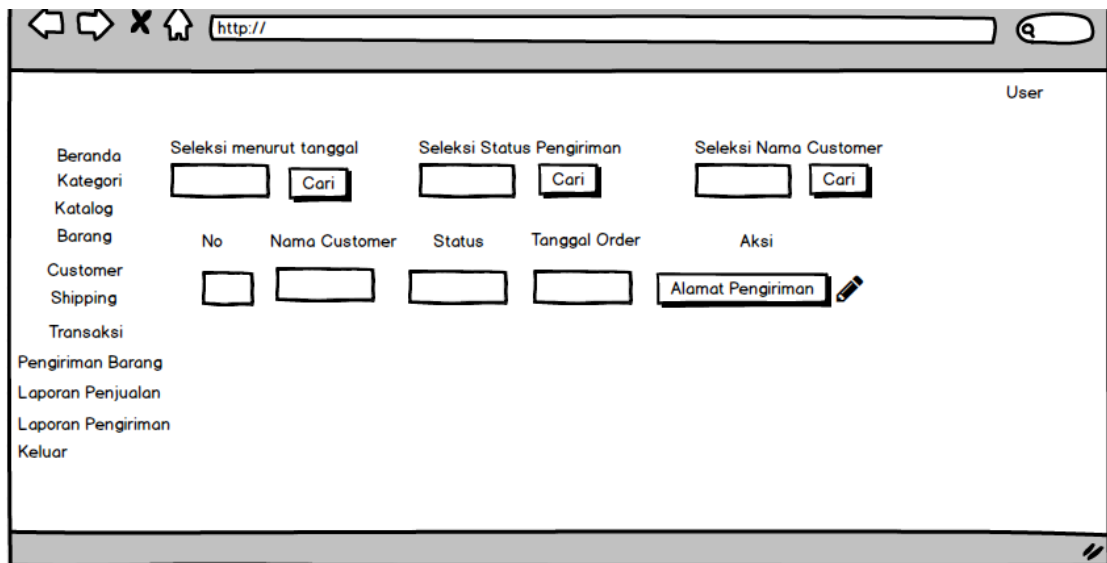 http://
User
Beranda
Kategori
Katalog
Barang
Customer
Shipping
Transaksi
Pengiriman Barang
Laporan Penjualan
Laporan Pengiriman
Keluar
Seleksi menurut tanggal
Cari
Seleksi Status Pengiriman
Cari
Seleksi Nama Customer
Cari
No Nama Customer Status Tanggal Order Aksi
Alamat Pengiriman